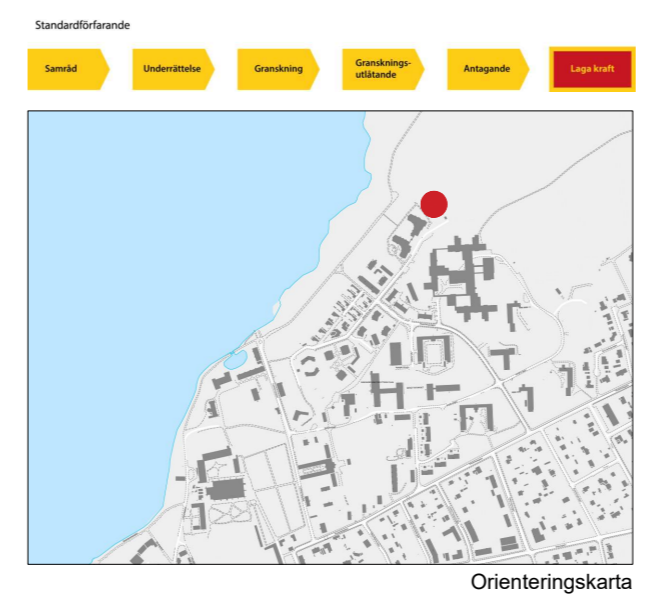 Standardförfarande
Samråd
Underrättelse
Granskning
Gransknings-
utlåtande
Antagande
Laga kraft
Orienteringskarta